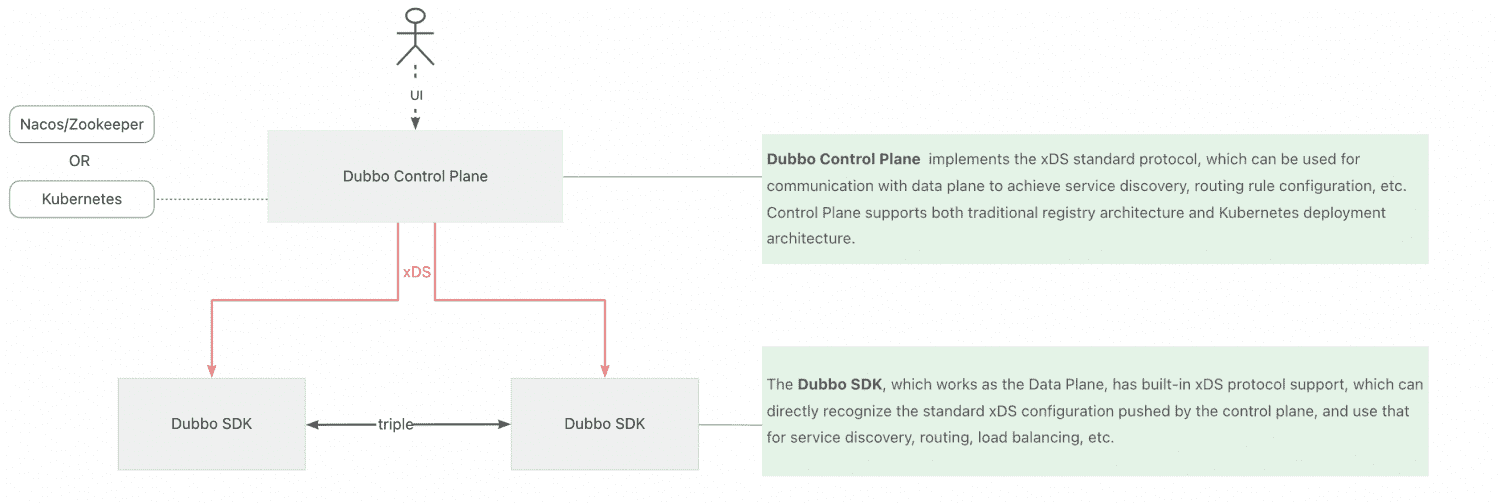 UI
Nacos/Zookeeper
OR
Kubernetes
Dubbo Control Plane
Dubbo Control Plane implements the xDS standard protocol, which can be used for
communication with data plane to achieve service discovery, routing rule configuration, etc.
Control Plane supports both traditional registry architecture and Kubernetes deployment
architecture.
xDS
Dubbo SDK
triple
Dubbo SDK
The Dubbo SDK, which works as the Data Plane, has built-in xDS protocol support, which can
directly recognize the standard xDS configuration pushed by the control plane, and use that
for service discovery, routing, load balancing, etc.